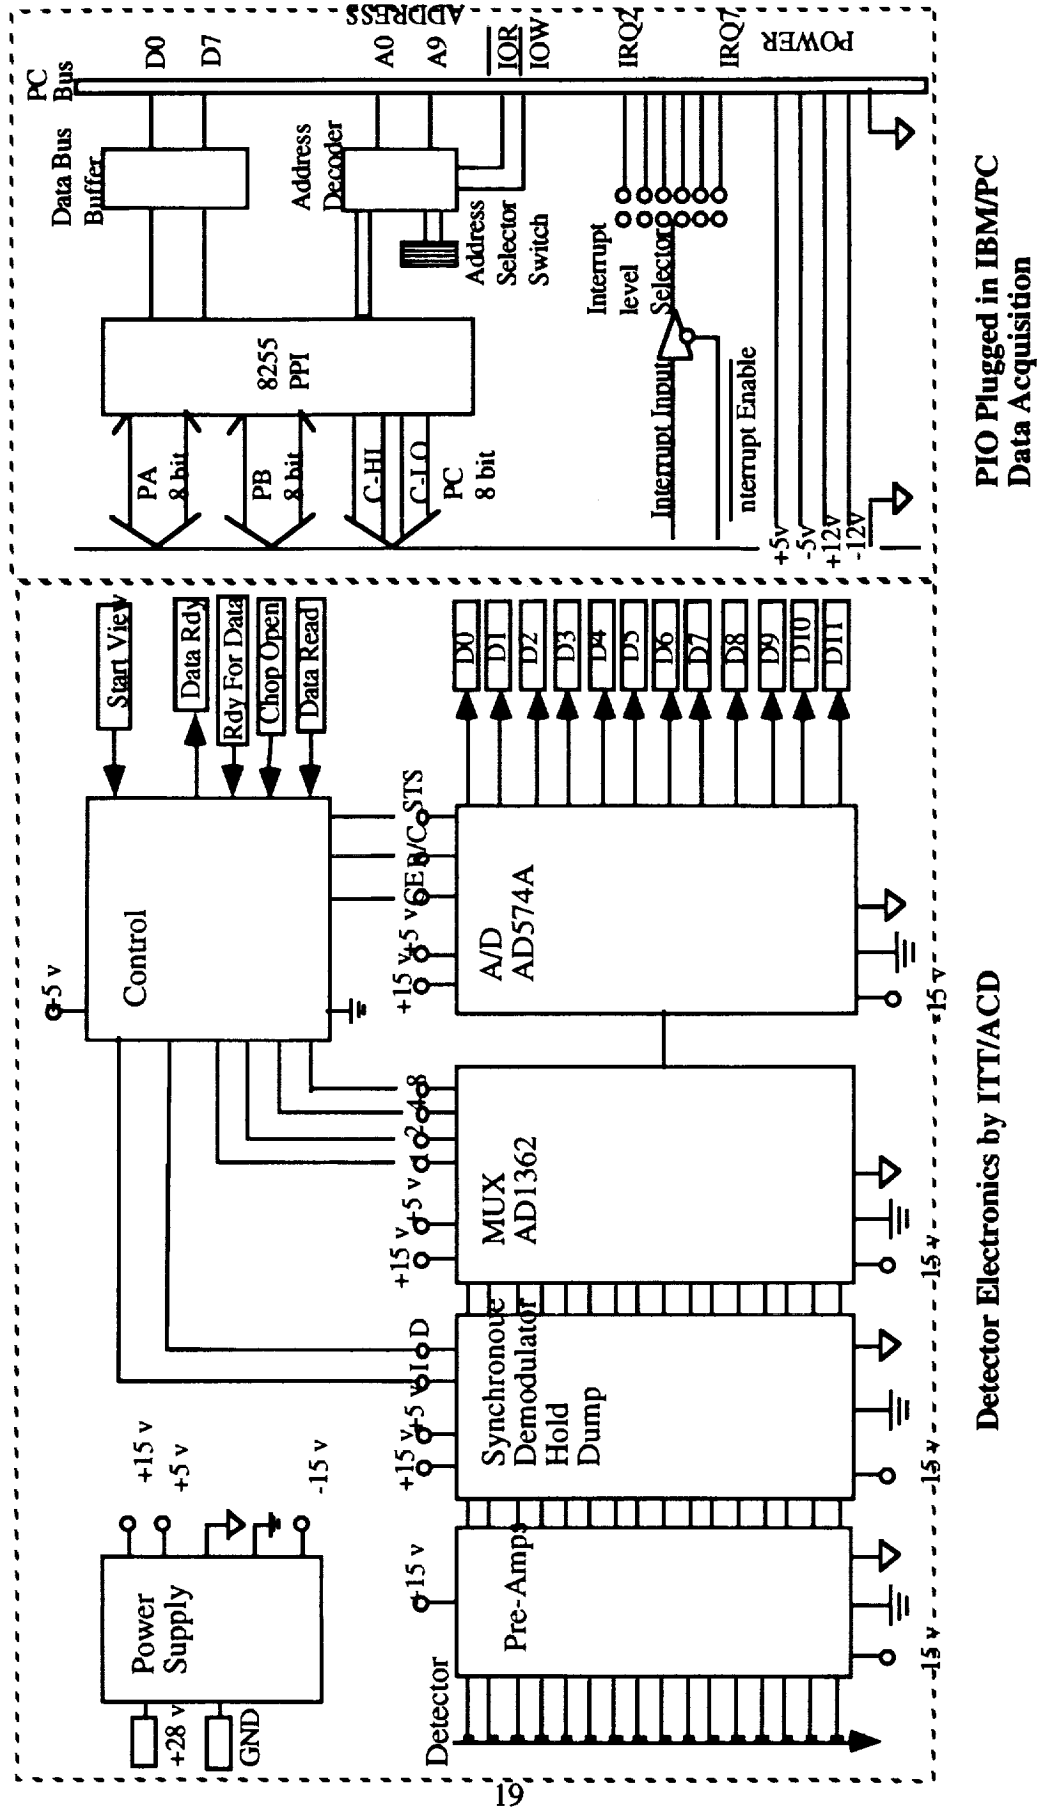 PC
Bus
D0
D7
A0
A9
ADDRESS
IOR
IOW
IRQ2
IRQ7
POWER
Data Bus
Buffer
Address
Decoder
Address
Selector
Switch
Interrupt
level
Selector
8255
PPI
PA
8 bit
PB
8 bit
C-HI
C-LO
PC
8 bit
Interrupt Input
nterrupt Enable
+5v
-5v
+12v
-12v
PIO Plugged in IBM/PC
Data Acquisition
Start View
Data Rdy
Rdy For Data
Chop Open
Data Read
D0
D1
D2
D3
D4
D5
D6
D7
D8
D9
D10
D11
+5 v
Control
STS
R/C
CE
+5 v
+15 v
A/D
AD574A
-15 v
8
4
2
1
+5 v
+15 v
MUX
AD1362
-15 v
D
I
+5 v
+15 v
Synchronoue
Demodulator
Hold
Dump
-15 v
+15 v
Pre-Amps
-15 v
Detector
+15 v
+5 v
-15 v
Power
Supply
+28 v
GND
Detector Electronics by ITT/ACD
19